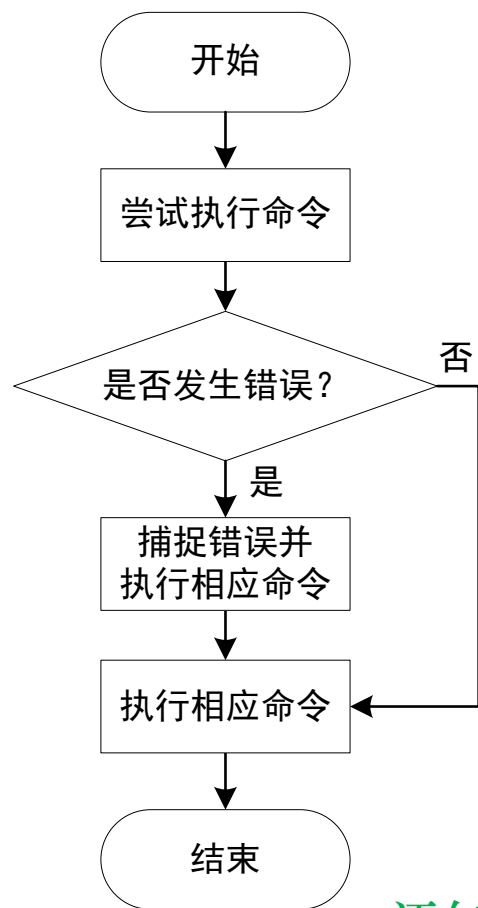 开始
尝试执行命令
是否发生错误?
否
是
捕捉错误并
执行相应命令
执行相应命令
结束